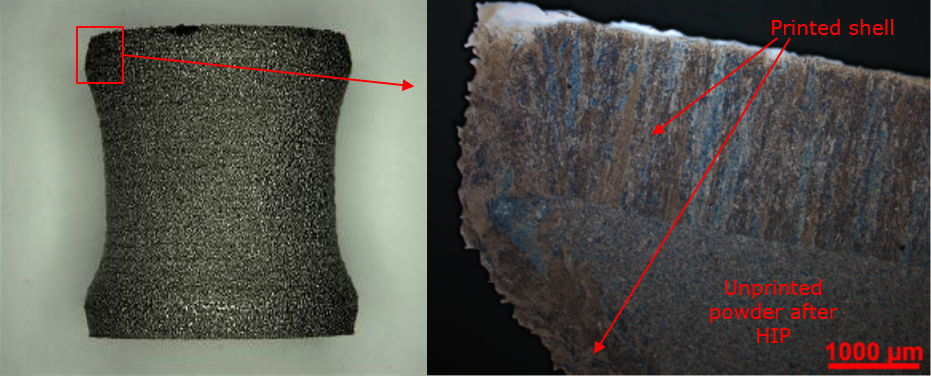 Printed shell
Unprinted
powder after
HIP
1000 µm